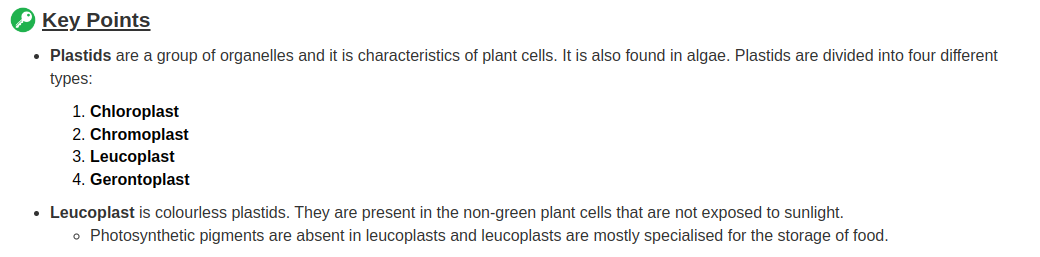 Key Points
• Plastids are a group of organelles and it is characteristics of plant cells. It is also found in algae. Plastids are divided into four different
types:
1. Chloroplast
2. Chromoplast
3. Leucoplast
4. Gerontoplast
• Leucoplast is colourless plastids. They are present in the non-green plant cells that are not exposed to sunlight.
◦ Photosynthetic pigments are absent in leucoplasts and leucoplasts are mostly specialised for the storage of food.